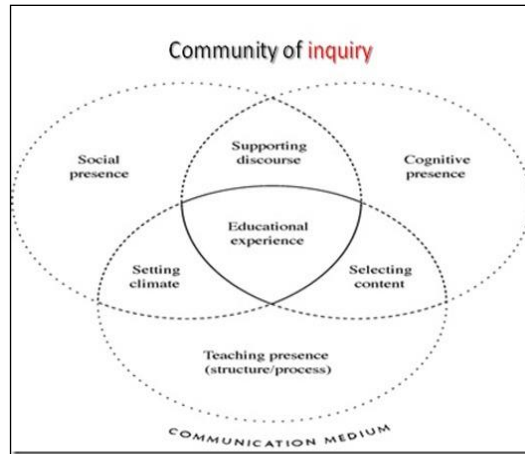 Community of inquiry
Supporting
discourse
Social
presence
Cognitive
presence
Educational
experience
Setting
climate
Selecting
content
Teaching presence
(structure/process)
COMMUNICATION MEDIUM